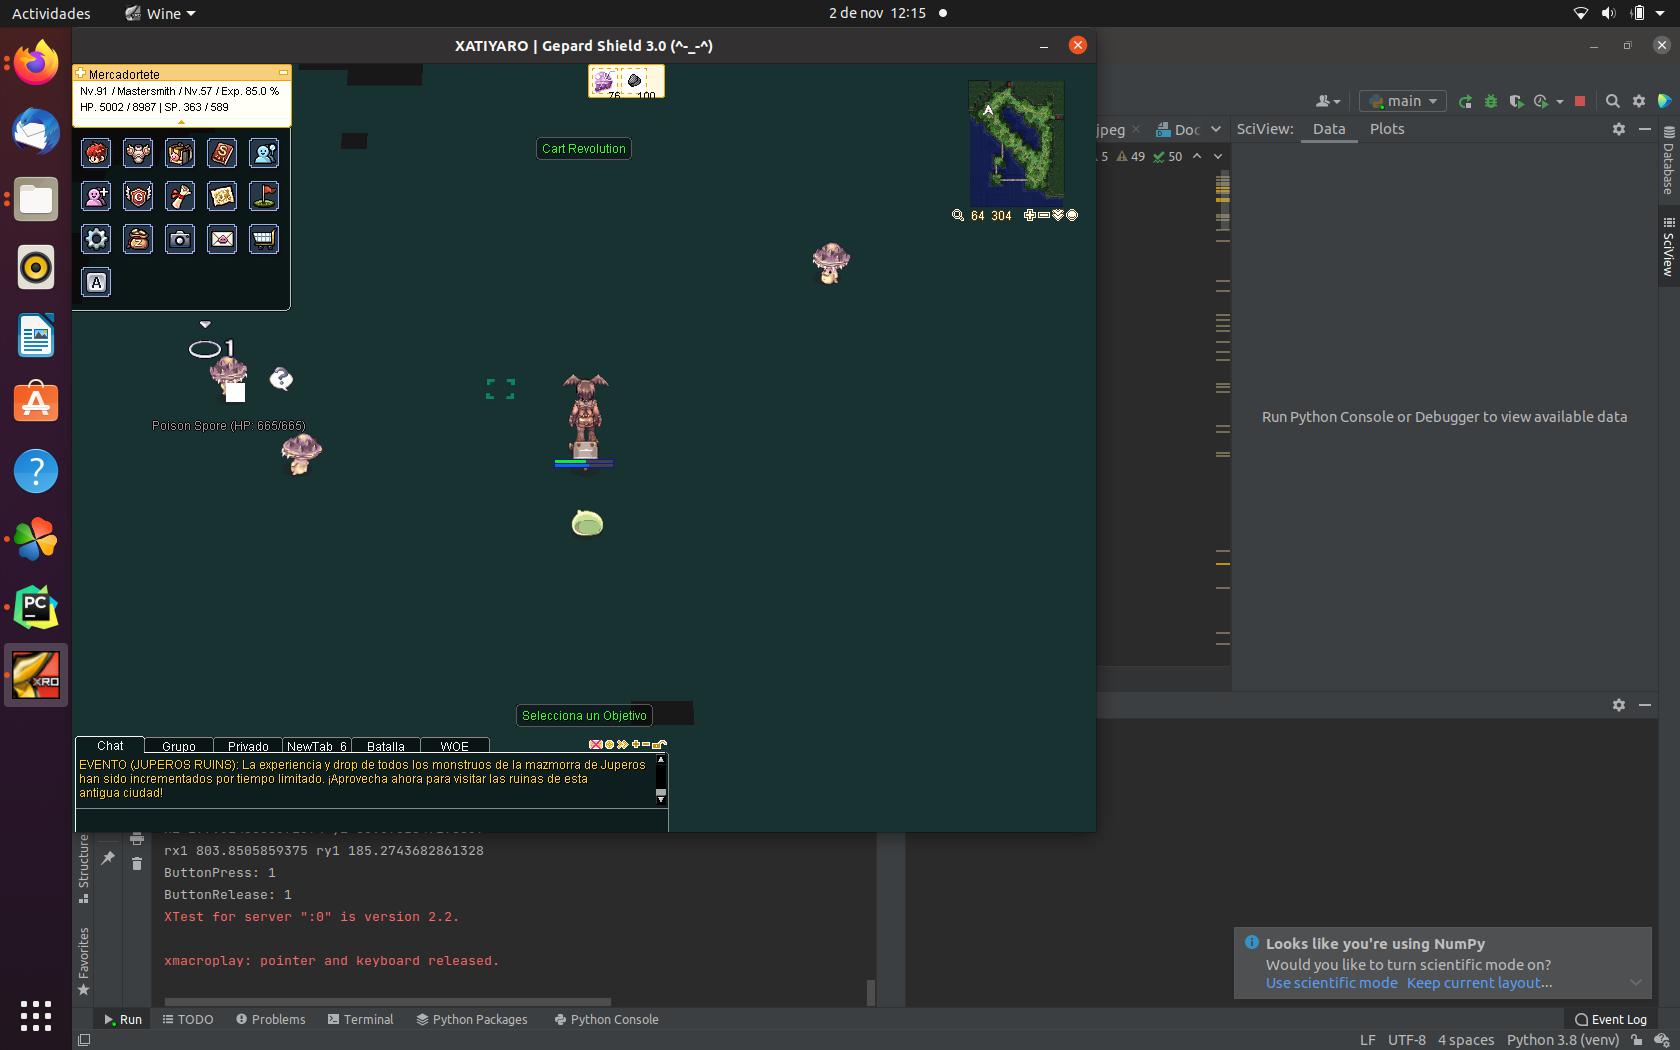 Actividades
Wine
2 de nov 12:15
XATIYARO | Gepard Shield 3.0 (^-_-^)
Mercadortete
Nv.91 / Mastersmith / Nv.57 / Exp. 85.0 %
HP. 5002 / 8987 | SP. 363 / 589
76 100
Cart Revolution
64 304
A
1
Poison Spore (HP: 665/665)
Selecciona un Objetivo
Chat
Grupo
Privado
NewTab 6
Batalla
WOE
EVENTO (JUPEROS RUINS): La experiencia y drop de todos los monstruos de la mazmorra de Juperos
han sido incrementados por tiempo limitado. ¡Aprovecha ahora para visitar las ruinas de esta
antigua ciudad!
main
jpeg
Doc
SciView:
Data
Plots
5 49 50
Database
SciView
Run Python Console or Debugger to view available data
PC
XRO
rx1 803.8505859375 ry1 185.2743682861328
ButtonPress: 1
ButtonRelease: 1
XTest for server ":0" is version 2.2.
xmacroplay: pointer and keyboard released.
Structure
Favorites
Looks like you're using NumPy
Would you like to turn scientific mode on?
Use scientific mode Keep current layout...
Run
TODO
Problems
Terminal
Python Packages
Python Console
Event Log
LF UTF-8 4 spaces Python 3.8 (venv)